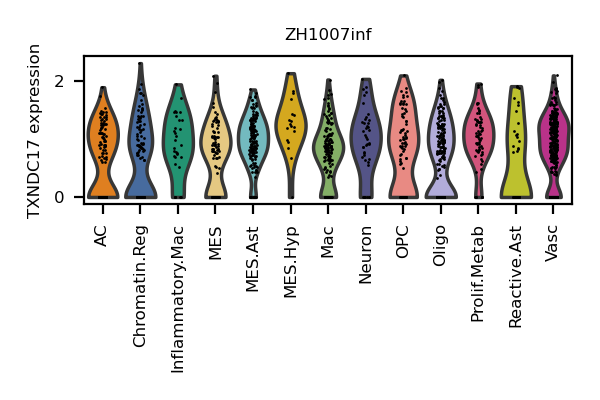 ZH1007inf
TXNDC17 expression
2
0
AC
Chromatin.Reg
Inflammatory.Mac
MES
MES.Ast
MES.Hyp
Mac
Neuron
OPC
Oligo
Prolif.Metab
Reactive.Ast
Vasc